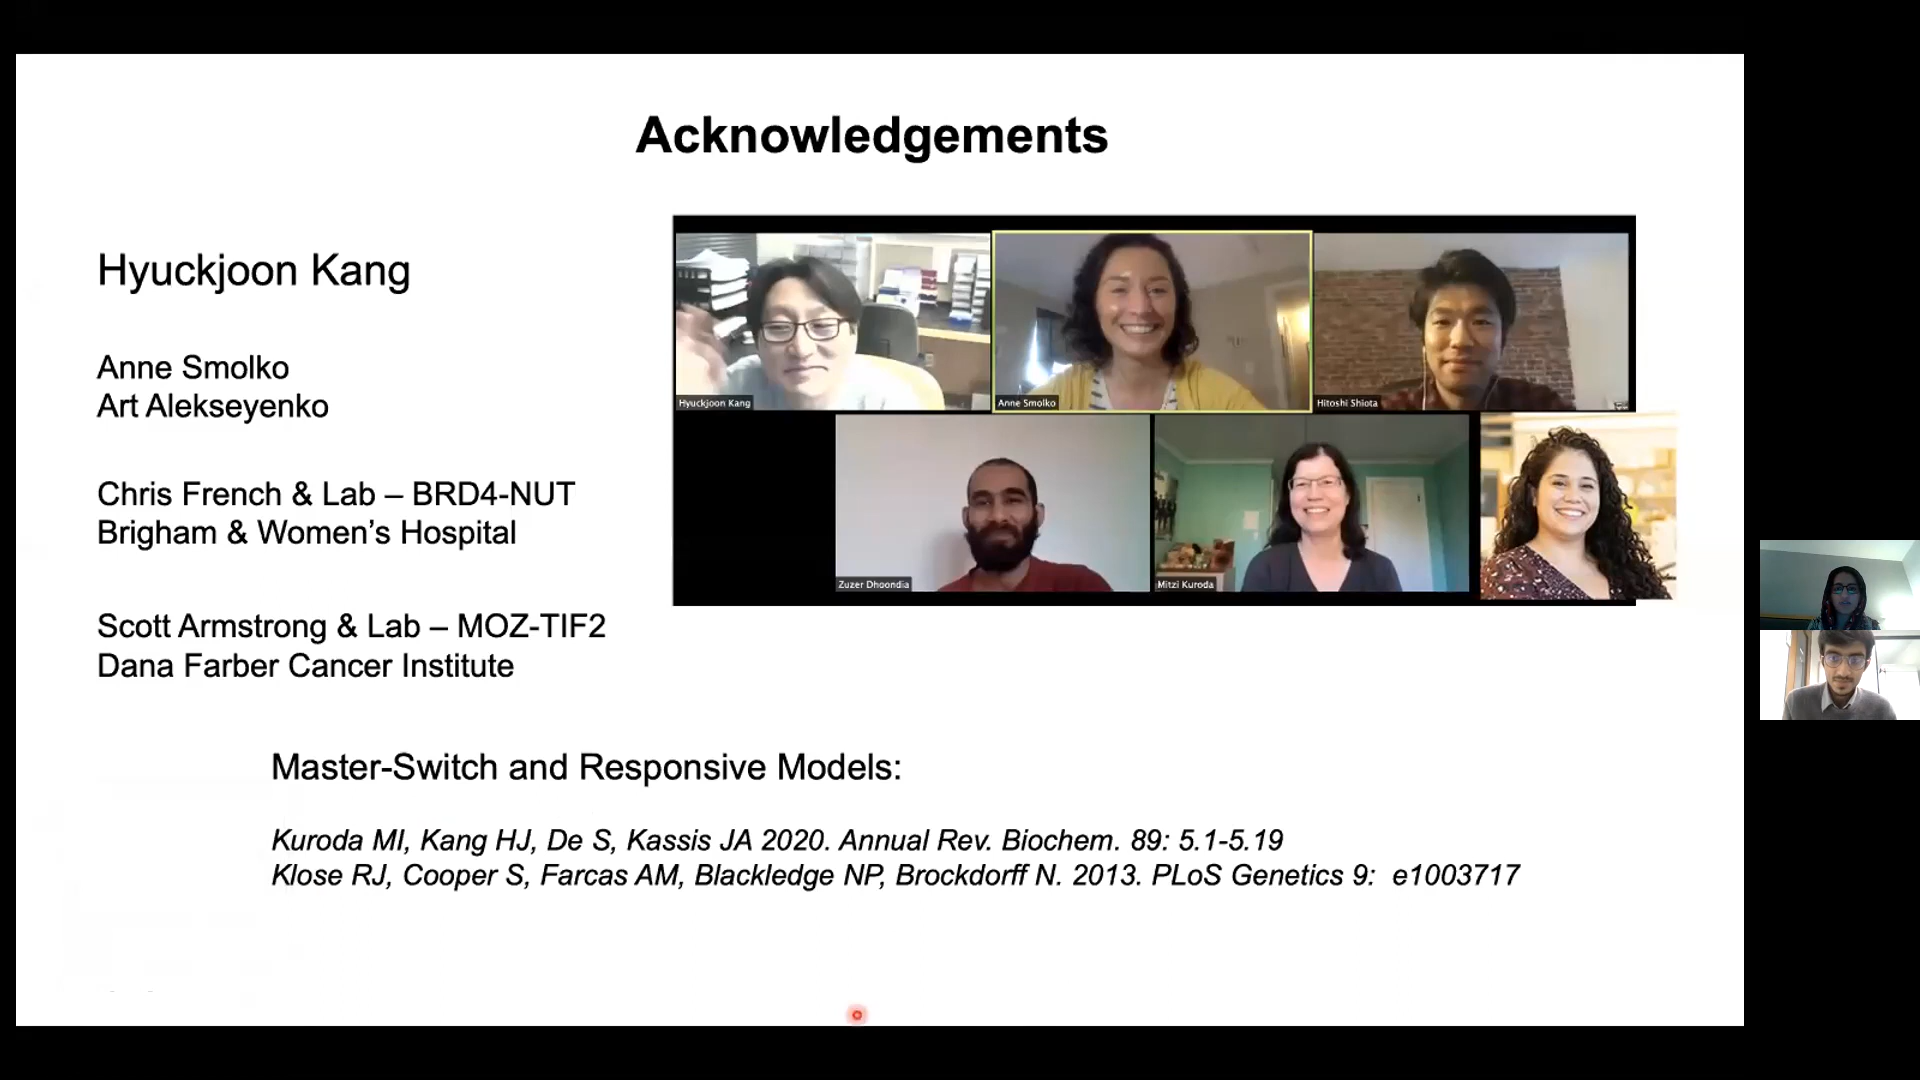 Acknowledgements
Hyuckjoon Kang
Anne Smolko
Art Alekseyenko
Chris French & Lab – BRD4-NUT
Brigham & Women’s Hospital
Scott Armstrong & Lab – MOZ-TIF2
Dana Farber Cancer Institute
Hyuckjoon Kang
Anne Smolko
Hitoshi Shiota
Zuzer Dhoondia
Mitzi Kuroda
Master-Switch and Responsive Models:
Kuroda MI, Kang HJ, De S, Kassis JA 2020. Annual Rev. Biochem. 89: 5.1-5.19
Klose RJ, Cooper S, Farcas AM, Blackledge NP, Brockdorff N. 2013. PLoS Genetics 9: e1003717